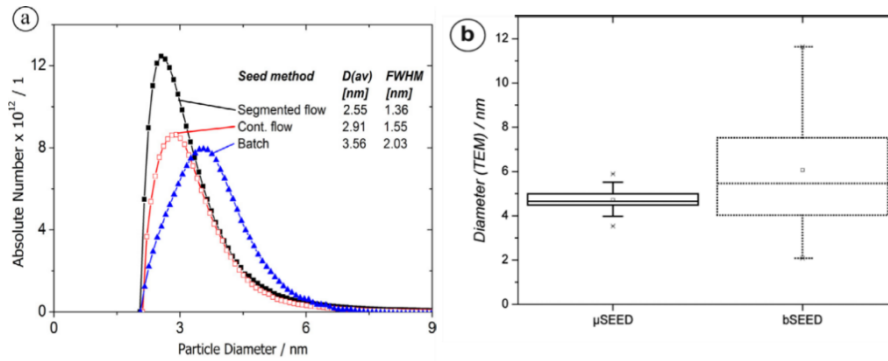 a
Absolute Number x 10¹² / 1
12
8
4
0
Seed method D(av) FWHM
[nm] [nm]
Segmented flow 2.55 1.36
Cont. flow 2.91 1.55
Batch 3.56 2.03
0 3 6 9
Particle Diameter / nm
b
Diameter (TEM) / nm
12
10
8
6
4
2
0
µSEED bSEED